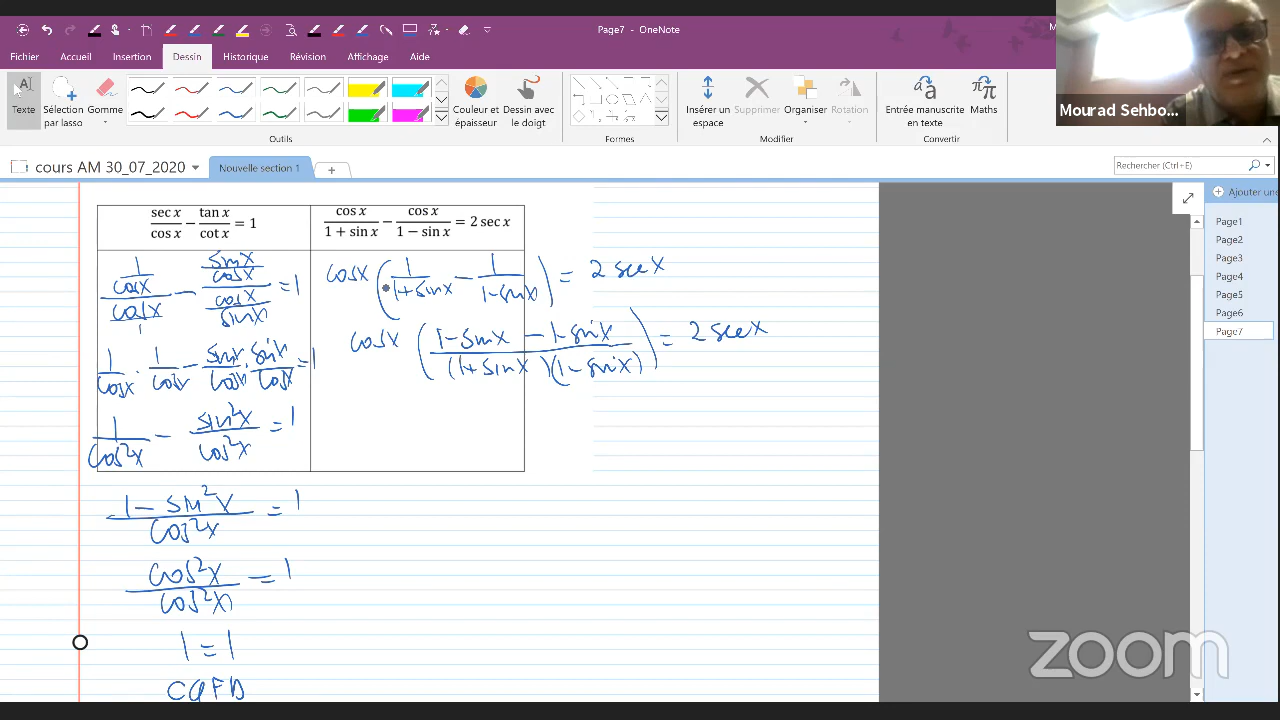 Page7 - OneNote
M
Fichier Accueil Insertion Dessin Historique Révision Affichage Aide
Texte
Sélection par lasso
Gomme
Couleur et épaisseur
Dessin avec le doigt
Insérer un espace
Supprimer
Organiser
Rotation
Entrée manuscrite en texte
Maths
Outils
Formes
Modifier
Convertir
Mourad Sehbo...
cours AM 30_07_2020
Nouvelle section 1
+
Rechercher (Ctrl+E)
Ajouter une
Page1
Page2
Page3
Page4
Page5
Page6
Page7
sec x / cos x − tan x / cot x = 1
cos x / (1 + sin x) − cos x / (1 − sin x) = 2 sec x
(1/cosx)/(cosx/1) − (sinx/cosx)/(cosx/sinx) = 1
1/cosx · 1/cosx − sinx/cosx · sinx/cosx = 1
1/cos²x − sin²x/cos²x = 1
(1 − sin²x)/cos²x = 1
cos²x/cos²x = 1
1 = 1
CQFD
cosx (1/(1+sinx) − 1/(1−sinx)) = 2 secx
cosx ((1−sinx − 1−sinx)/((1+sinx)(1−sinx))) = 2 secx
zoom